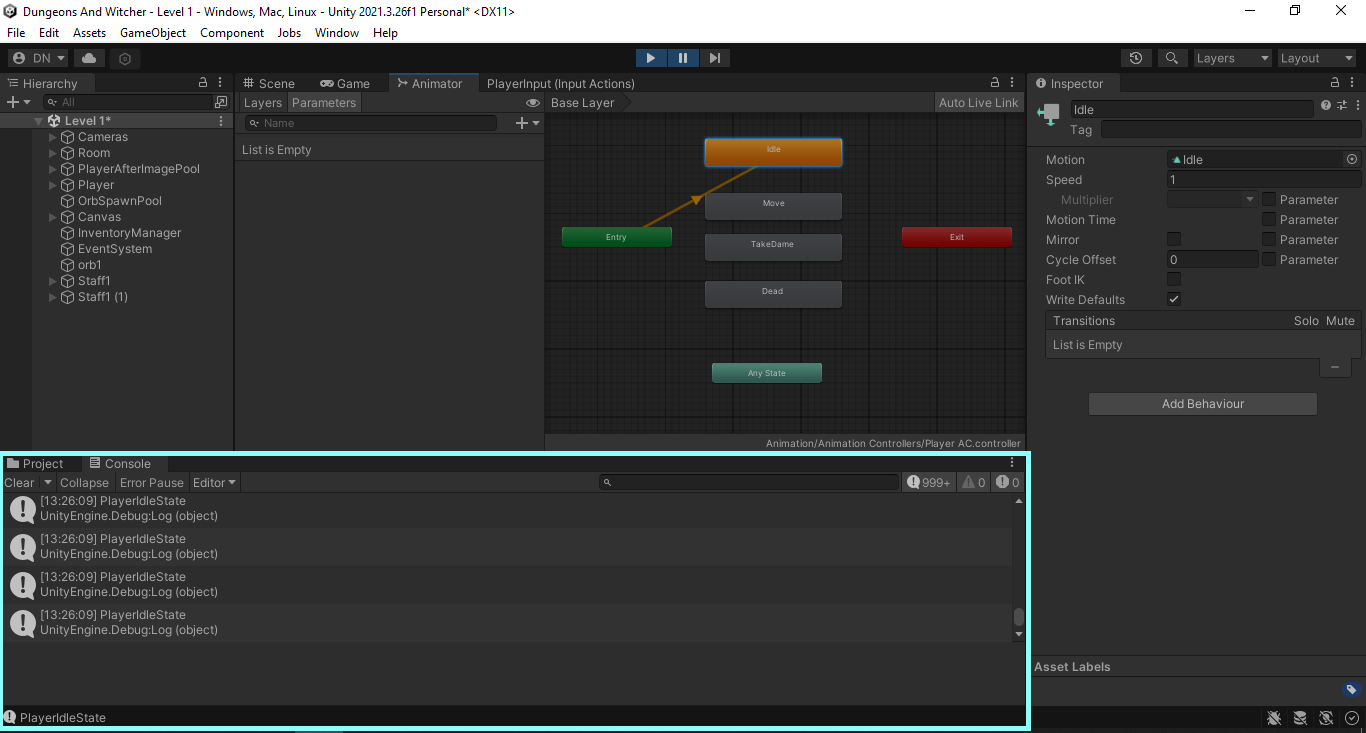 Dungeons And Witcher - Level 1 - Windows, Mac, Linux - Unity 2021.3.26f1 Personal* <DX11>
File Edit Assets GameObject Component Jobs Window Help
DN Layers Layout
Hierarchy
All
Level 1*
Cameras
Room
PlayerAfterImagePool
Player
OrbSpawnPool
Canvas
InventoryManager
EventSystem
orb1
Staff1
Staff1 (1)
Scene Game Animator PlayerInput (Input Actions)
Layers Parameters Base Layer Auto Live Link
Name
List is Empty
Idle
Move
Entry
TakeDame
Exit
Dead
Any State
Animation/Animation Controllers/Player AC.controller
Inspector
Idle
Tag
Motion Idle
Speed 1
Multiplier Parameter
Motion Time Parameter
Mirror Parameter
Cycle Offset 0 Parameter
Foot IK
Write Defaults
Transitions Solo Mute
List is Empty
Add Behaviour
Asset Labels
Project Console
Clear Collapse Error Pause Editor 999+ 0 0
[13:26:09] PlayerIdleState
UnityEngine.Debug:Log (object)
[13:26:09] PlayerIdleState
UnityEngine.Debug:Log (object)
[13:26:09] PlayerIdleState
UnityEngine.Debug:Log (object)
[13:26:09] PlayerIdleState
UnityEngine.Debug:Log (object)
PlayerIdleState